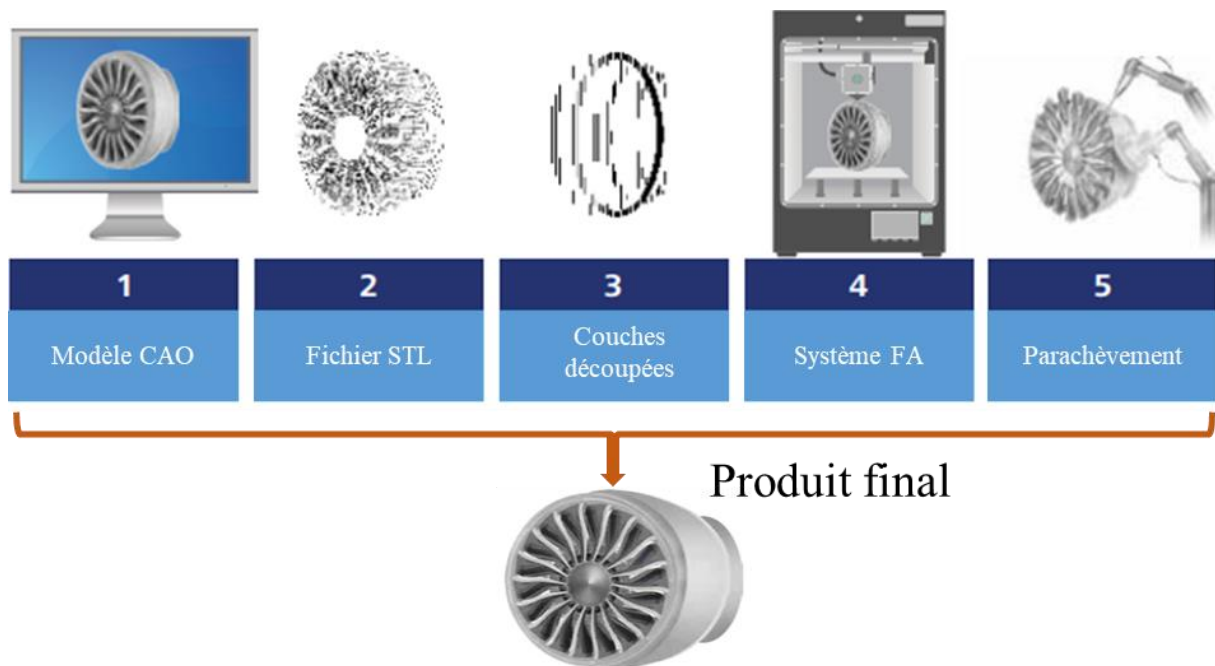 1
2
3
4
5
Modèle CAO
Fichier STL
Couches
découpées
Système FA
Parachèvement
Produit final